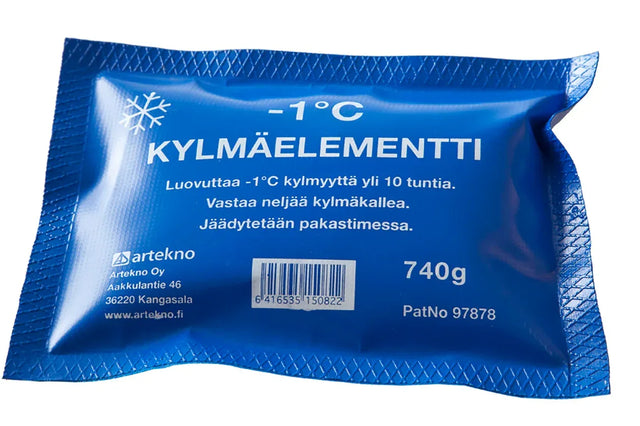 -1°C
KYLMÄELEMENTTI
Luovuttaa -1°C kylmyyttä yli 10 tuntia.
Vastaa neljää kylmäkallea.
Jäädytetään pakastimessa.
artekno
Artekno Oy
Aakkulantie 46
36220 Kangasala
www.artekno.fi
6 416535 150822
740g
PatNo 97878